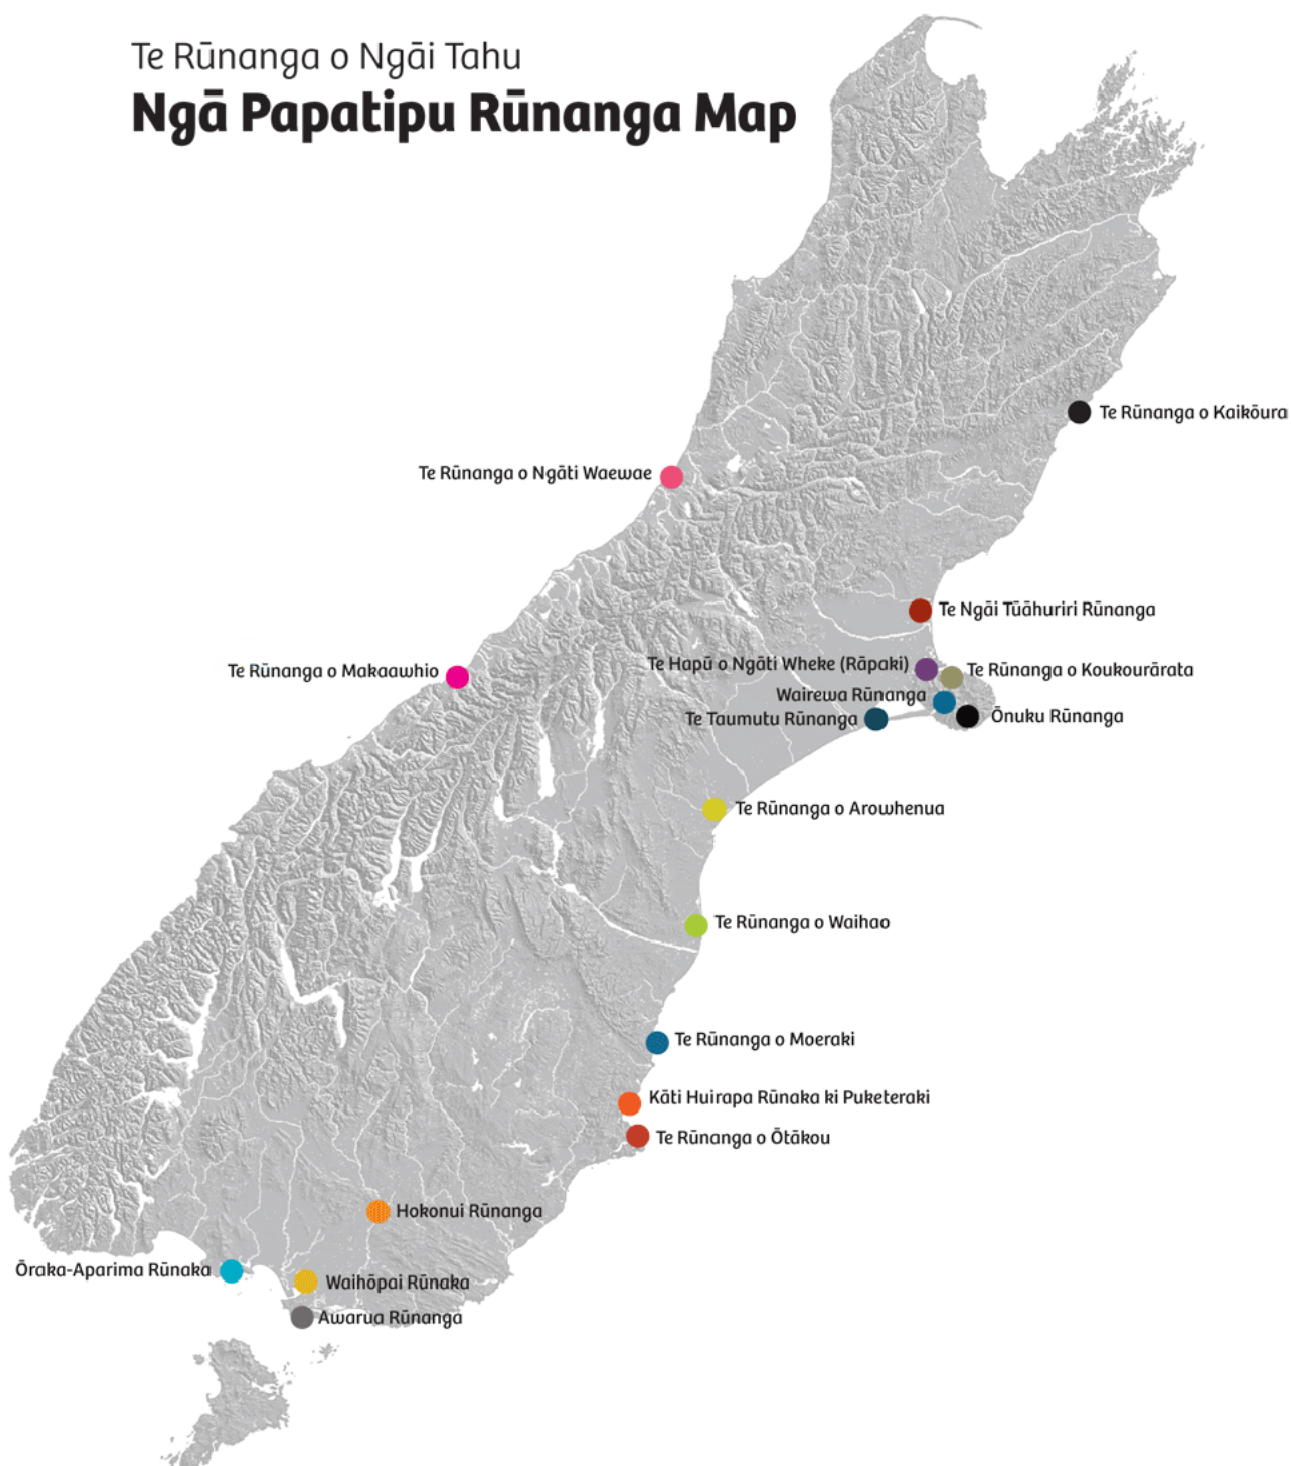 Te Rūnanga o Ngāi Tahu
Ngā Papatipu Rūnanga Map
Te Rūnanga o Kaikōura
Te Rūnanga o Ngāti Waewae
Te Ngāi Tūāhuriri Rūnanga
Te Hapū o Ngāti Wheke (Rāpaki)
Te Rūnanga o Koukourārata
Te Rūnanga o Makaawhio
Wairewa Rūnanga
Te Taumutu Rūnanga
Ōnuku Rūnanga
Te Rūnanga o Arowhenua
Te Rūnanga o Waihao
Te Rūnanga o Moeraki
Kāti Huirapa Rūnaka ki Puketeraki
Te Rūnanga o Ōtākou
Hokonui Rūnanga
Ōraka-Aparima Rūnaka
Waihōpai Rūnaka
Awarua Rūnanga